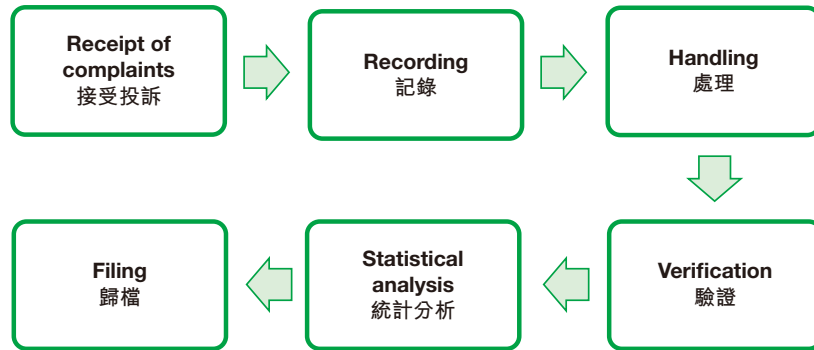 Receipt of
complaints
接受投訴
Recording
記錄
Handling
處理
Verification
驗證
Statistical
analysis
統計分析
Filing
歸檔